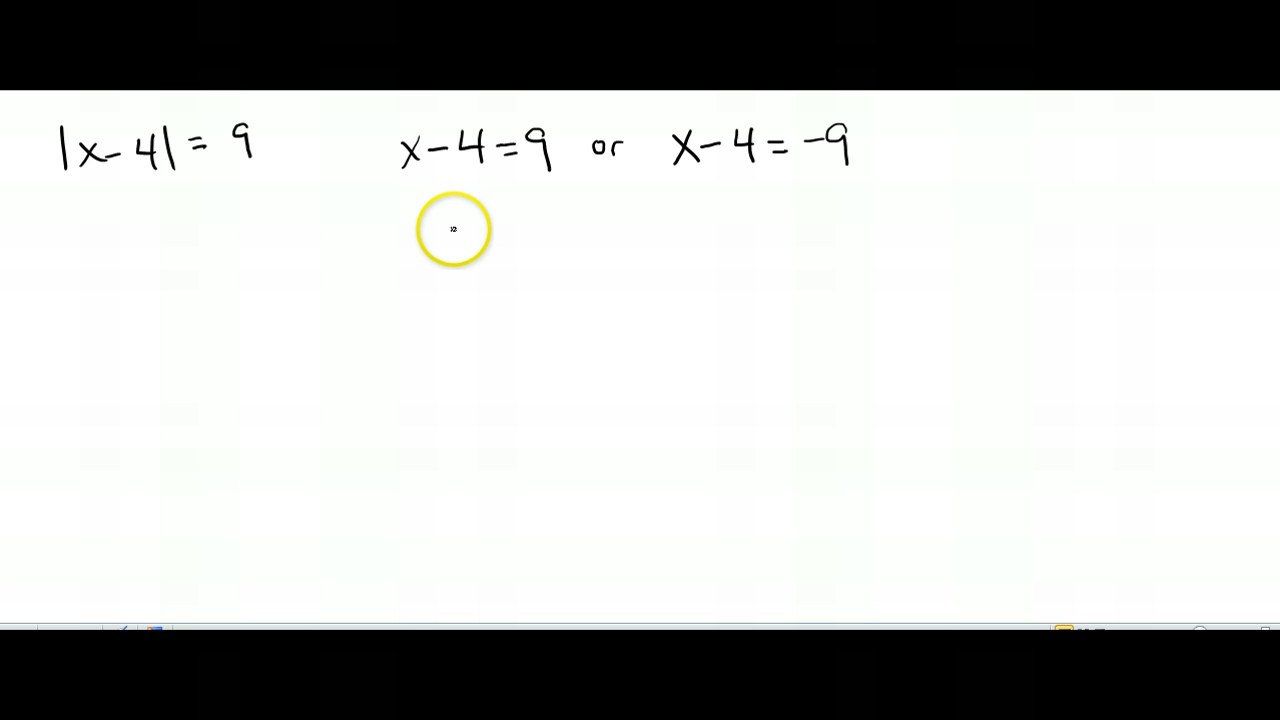 |x-4| = 9 x-4=9 or x-4=-9